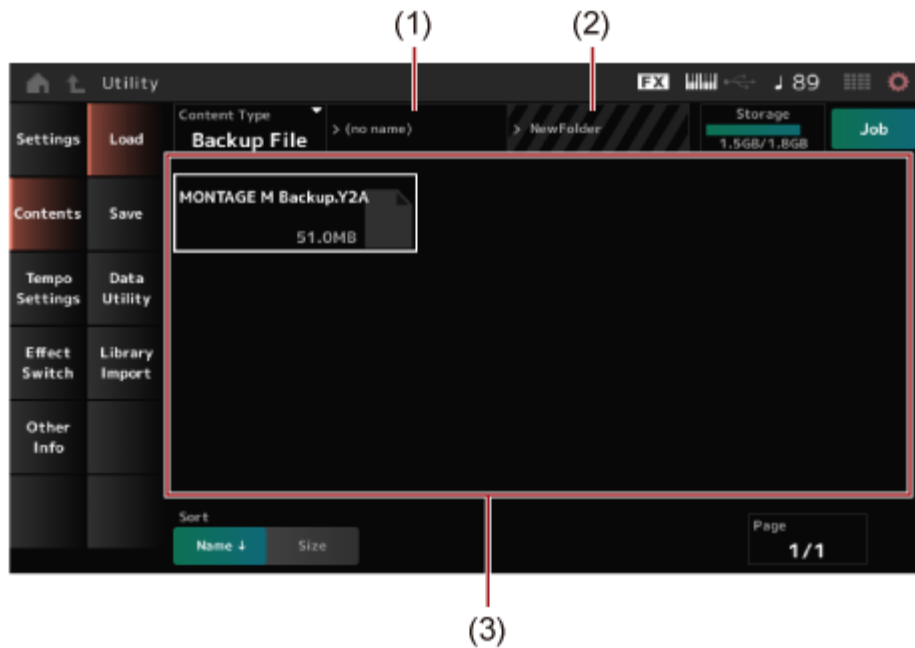 (1)
(2)
Utility
FX
♩ 89
Settings
Load
Content Type
Backup File
> (no name)
> NewFolder
Storage
1.5GB/1.8GB
Job
Contents
Save
MONTAGE M Backup.Y2A
51.0MB
Tempo
Settings
Data
Utility
Effect
Switch
Library
Import
Other
Info
Sort
Name ↓
Size
Page
1/1
(3)